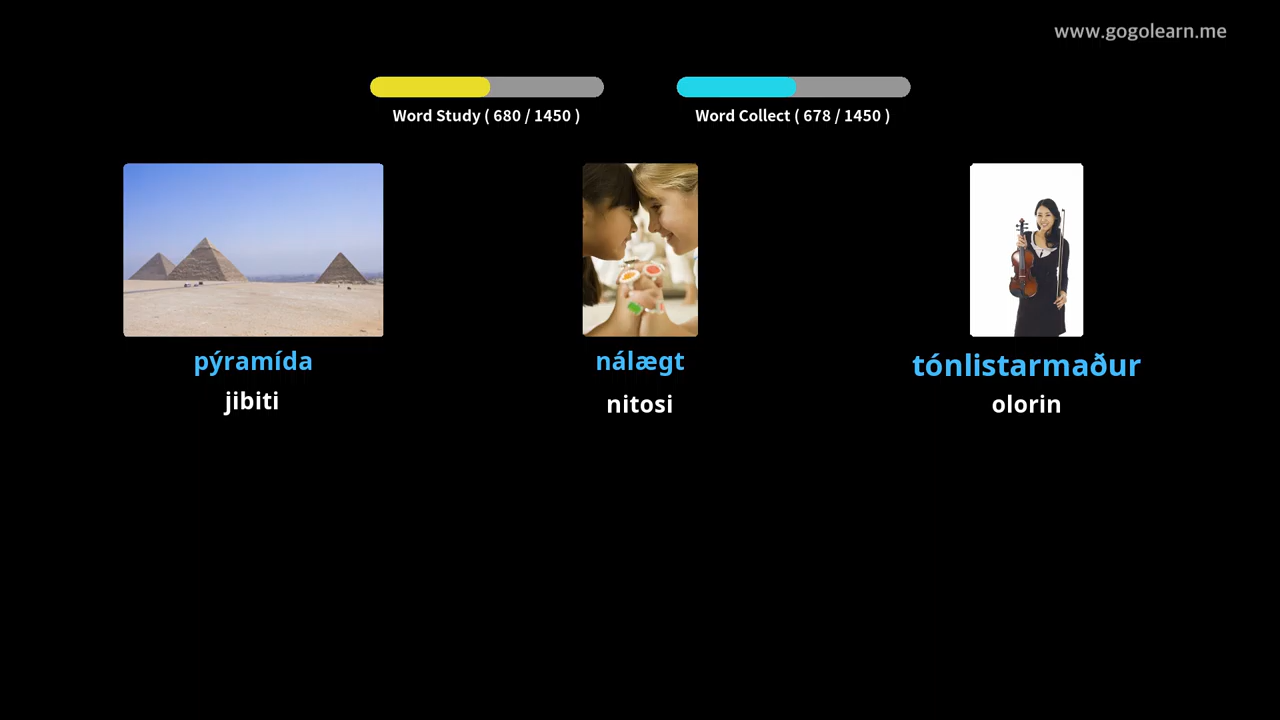 www.gogolearn.me
Word Study ( 680 / 1450 )
Word Collect ( 678 / 1450 )
pýramída
jibiti
nálægt
nitosi
tónlistarmaður
olorin